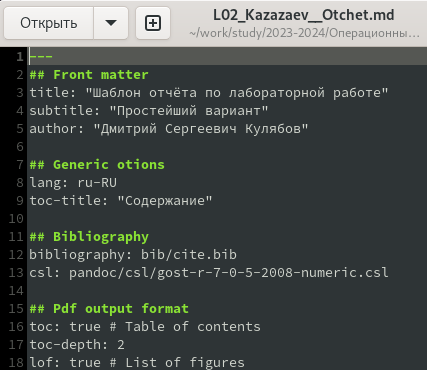 Открыть
L02_Kazazaev__Otchet.md
~/work/study/2023-2024/Операционны…
1 ---
2 ## Front matter
3 title: "Шаблон отчёта по лабораторной работе"
4 subtitle: "Простейший вариант"
5 author: "Дмитрий Сергеевич Кулябов"
6
7 ## Generic otions
8 lang: ru-RU
9 toc-title: "Содержание"
10
11 ## Bibliography
12 bibliography: bib/cite.bib
13 csl: pandoc/csl/gost-r-7-0-5-2008-numeric.csl
14
15 ## Pdf output format
16 toc: true # Table of contents
17 toc-depth: 2
18 lof: true # List of figures